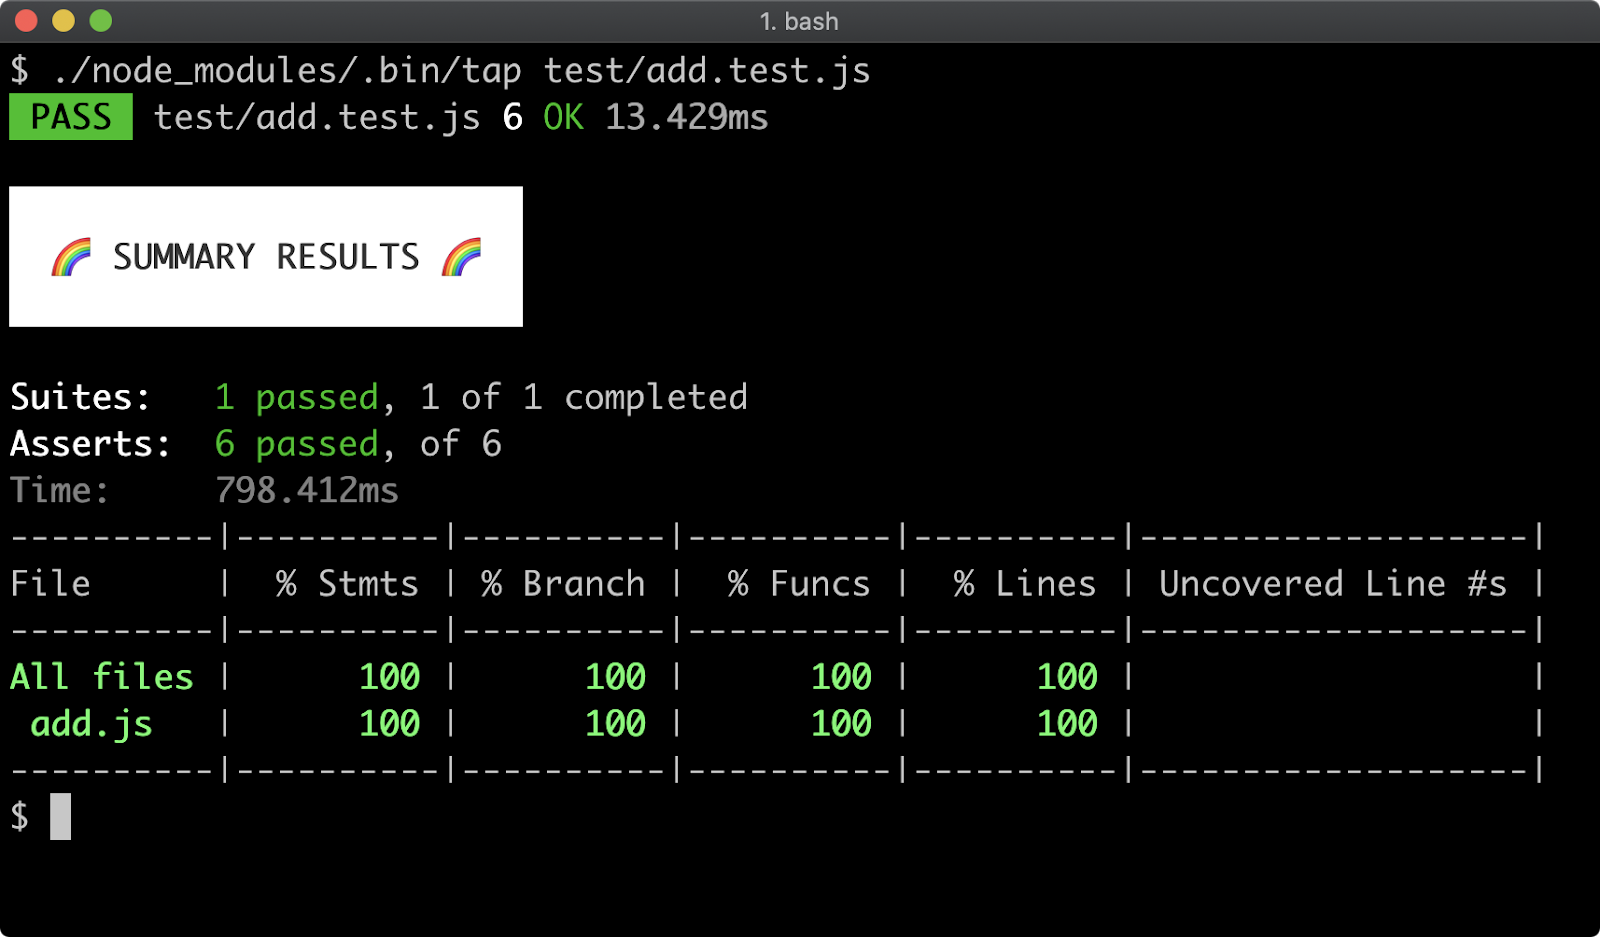 1. bash
$ ./node_modules/.bin/tap test/add.test.js
PASS test/add.test.js 6 OK 13.429ms
🌈 SUMMARY RESULTS 🌈
Suites:   1 passed, 1 of 1 completed
Asserts:  6 passed, of 6
Time:     798.412ms
----------|----------|----------|----------|----------|-------------------|
File      |  % Stmts | % Branch |  % Funcs |  % Lines | Uncovered Line #s |
----------|----------|----------|----------|----------|-------------------|
All files |      100 |      100 |      100 |      100 |                   |
 add.js   |      100 |      100 |      100 |      100 |                   |
----------|----------|----------|----------|----------|-------------------|
$